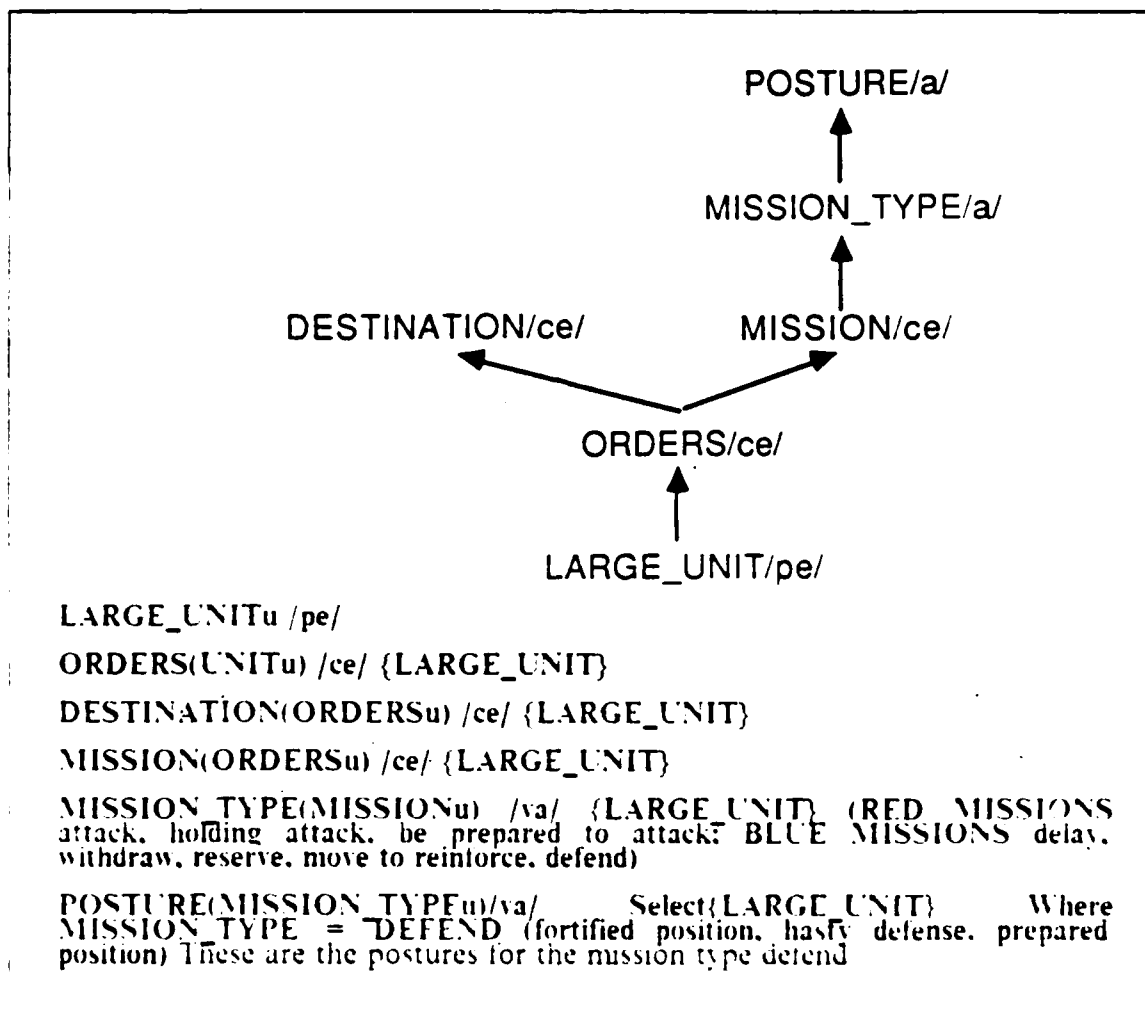 POSTURE/a/
MISSION_TYPE/a/
DESTINATION/ce/ MISSION/ce/
ORDERS/ce/
LARGE_UNIT/pe/
LARGE_UNITu /pe/
ORDERS(UNITu) /ce/ {LARGE_UNIT}
DESTINATION(ORDERSu) /ce/ {LARGE_UNIT}
MISSION(ORDERSu) /ce/ {LARGE_UNIT}
MISSION_TYPE(MISSIONu) /va/ {LARGE_UNIT} (RED MISSIONS
attack, holding attack, be prepared to attack; BLUE MISSIONS delay,
withdraw, reserve, move to reinforce, defend)
POSTURE(MISSION_TYPEu)/va/ Select{LARGE_UNIT} Where
MISSION_TYPE = DEFEND (fortified position, hasty defense, prepared
position) These are the postures for the mission type defend